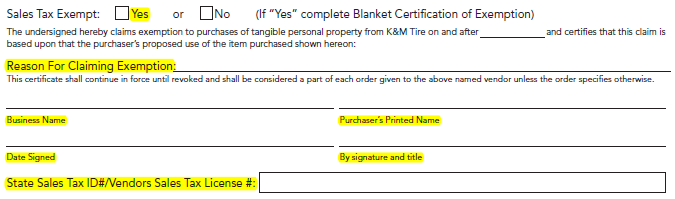 Sales Tax Exempt: Yes or No (If “Yes” complete Blanket Certification of Exemption)
The undersigned hereby claims exemption to purchases of tangible personal property from K&M Tire on and after and certifies that this claim is
based upon that the purchaser’s proposed use of the item purchased shown hereon:
Reason For Claiming Exemption:
This certificate shall continue in force until revoked and shall be considered a part of each order given to the above named vendor unless the order specifies otherwise.
Business Name Purchaser’s Printed Name
Date Signed By signature and title
State Sales Tax ID#/Vendors Sales Tax License #: